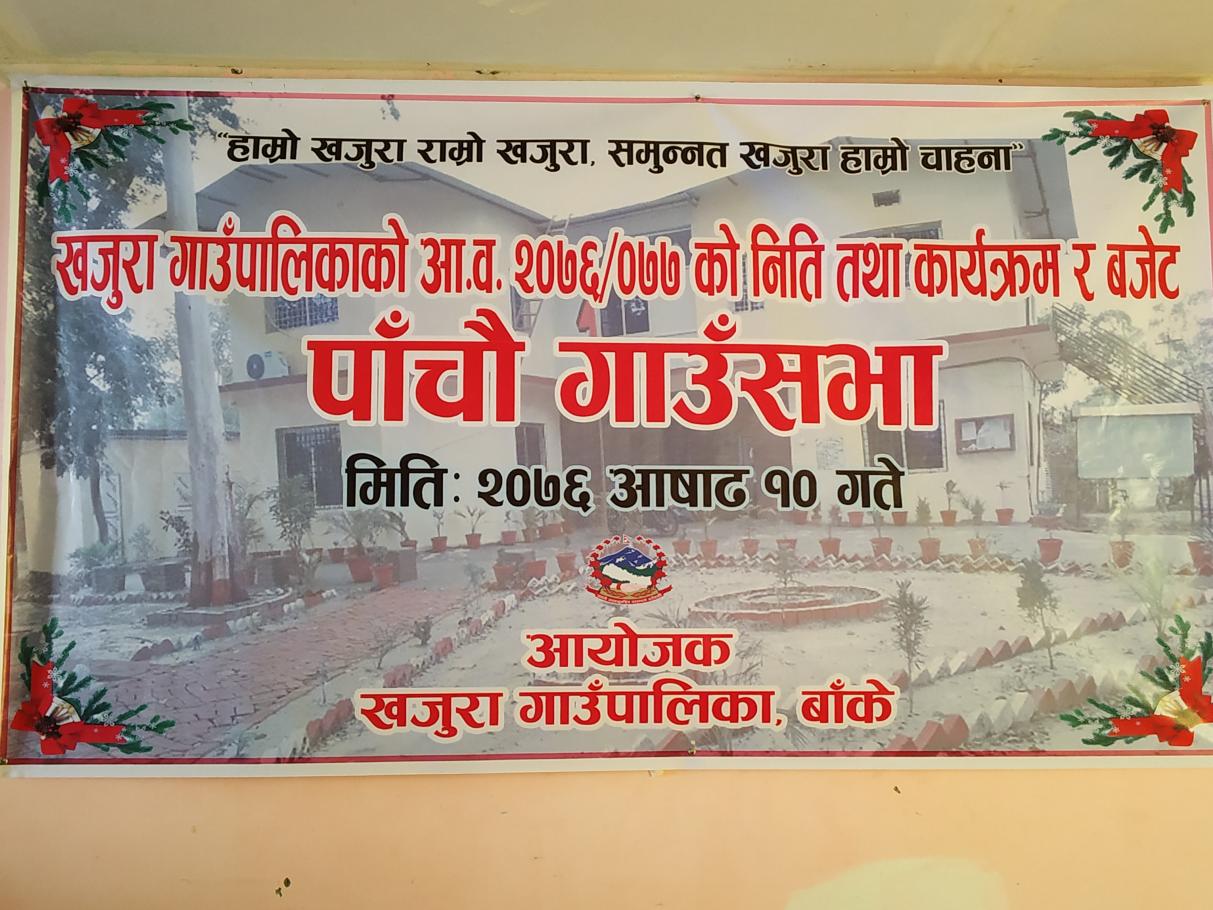 “हाम्रो खजुरा राम्रो खजुरा, समुन्नत खजुरा हाम्रो चाहना”
खजुरा गाउँपालिकाको आ.व. २०७६/०७७ को निति तथा कार्यक्रम र बजेट
पाँचौ गाउँसभा
मिति: २०७६ आषाढ १० गते
आयोजक
खजुरा गाउँपालिका, बाँके